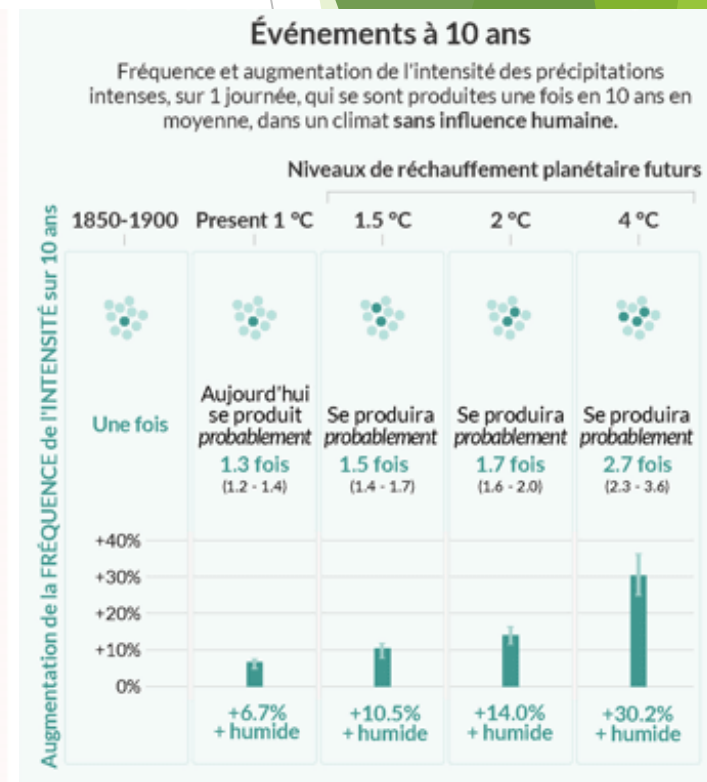 Événements à 10 ans
Fréquence et augmentation de l'intensité des précipitations
intenses, sur 1 journée, qui se sont produites une fois en 10 ans en
moyenne, dans un climat sans influence humaine.
Niveaux de réchauffement planétaire futurs
1850-1900 Present 1 °C 1.5 °C 2 °C 4 °C
Augmentation de la FRÉQUENCE de l'INTENSITÉ sur 10 ans
Une fois
Aujourd'hui
se produit
probablement
1.3 fois
(1.2 - 1.4)
Se produira
probablement
1.5 fois
(1.4 - 1.7)
Se produira
probablement
1.7 fois
(1.6 - 2.0)
Se produira
probablement
2.7 fois
(2.3 - 3.6)
+40%
+30%
+20%
+10%
0%
+6.7%
+ humide
+10.5%
+ humide
+14.0%
+ humide
+30.2%
+ humide